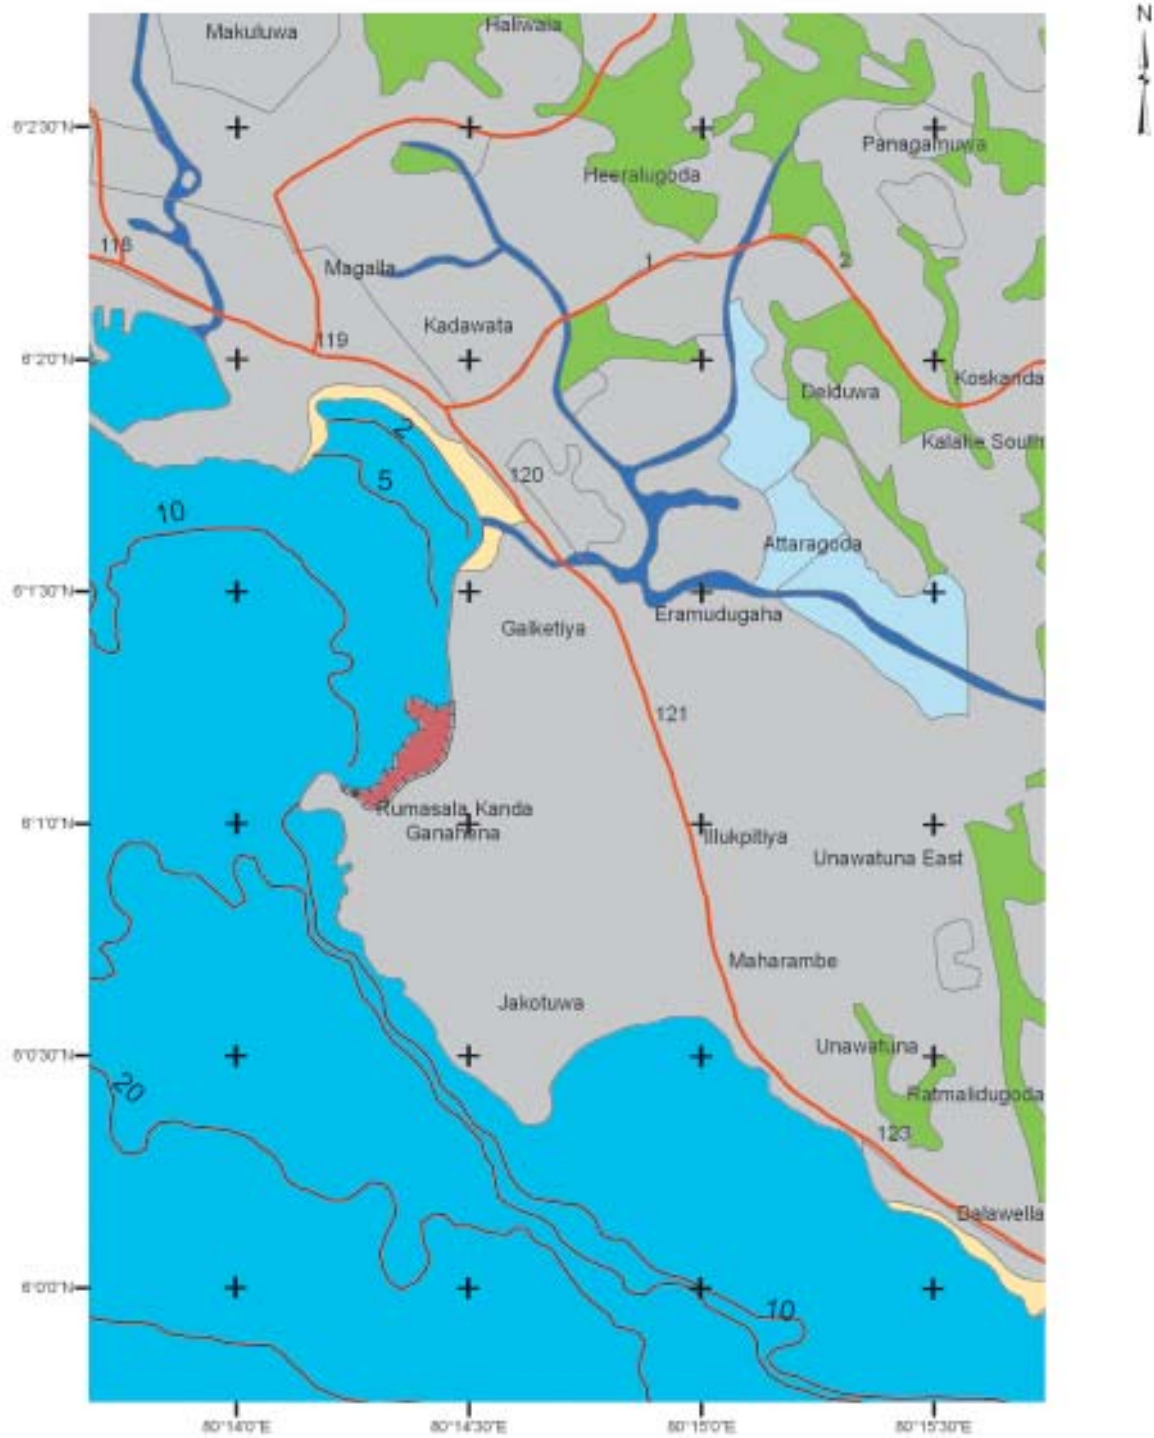 N
Makuluwa
Haliwala
6°2'30"N
Panagamuwa
Heeralugoda
118
Magalla
1
2
Kadawata
119
6°2'0"N
Koskanda
Delduwa
2
Kalahe South
5
120
10
Attaragoda
6°1'30"N
Eramudugaha
Galketiya
121
Rumasala Kanda
Ganahena
6°1'0"N
Illukpitiya
Unawatuna East
Maharambe
Jakotuwa
Unawatuna
6°0'30"N
20
Ratmalidugoda
123
Dalawella
6°0'0"N
10
80°14'0"E
80°14'30"E
80°15'0"E
80°15'30"E